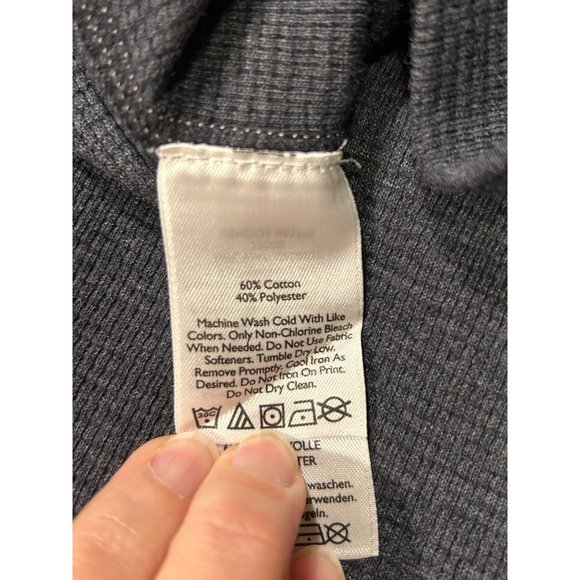 60% Cotton
40% Polyester
Machine Wash Cold With Like
Colors. Only Non-Chlorine Bleach
When Needed. Do Not Use Fabric
Softeners. Tumble Dry Low.
Remove Promptly. Cool Iron As
Desired. Do Not Iron On Print.
Do Not Dry Clean.
30C